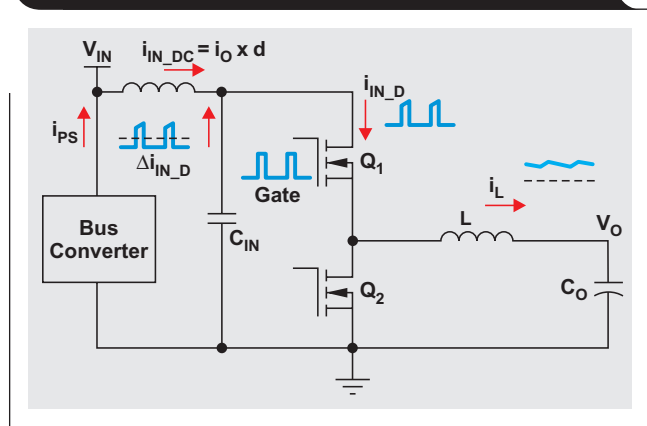 V_IN
i_IN_DC = i_O x d
i_IN_D
i_PS
Δi_IN_D
Q_1
Gate
i_L
Bus
Converter
C_IN
L
V_O
Q_2
C_O